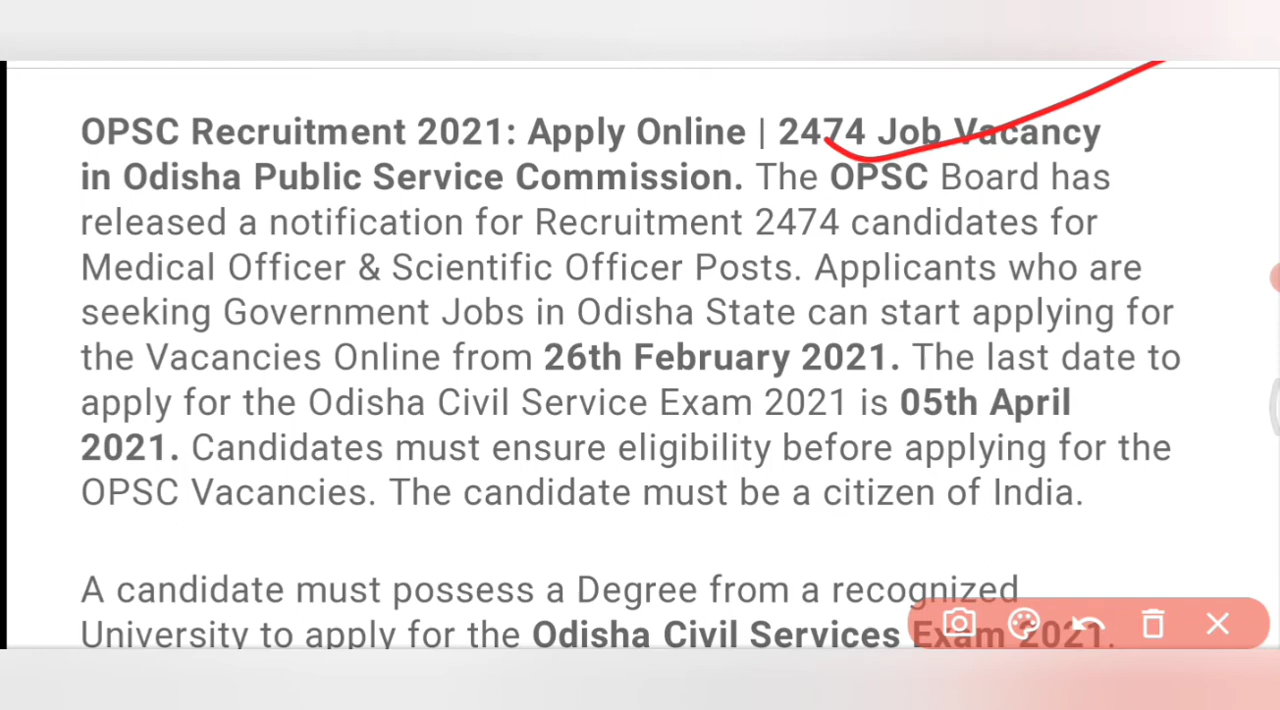 OPSC Recruitment 2021: Apply Online | 2474 Job Vacancy
in Odisha Public Service Commission. The OPSC Board has
released a notification for Recruitment 2474 candidates for
Medical Officer & Scientific Officer Posts. Applicants who are
seeking Government Jobs in Odisha State can start applying for
the Vacancies Online from 26th February 2021. The last date to
apply for the Odisha Civil Service Exam 2021 is 05th April
2021. Candidates must ensure eligibility before applying for the
OPSC Vacancies. The candidate must be a citizen of India.
A candidate must possess a Degree from a recognized
University to apply for the Odisha Civil Services Exam 2021.